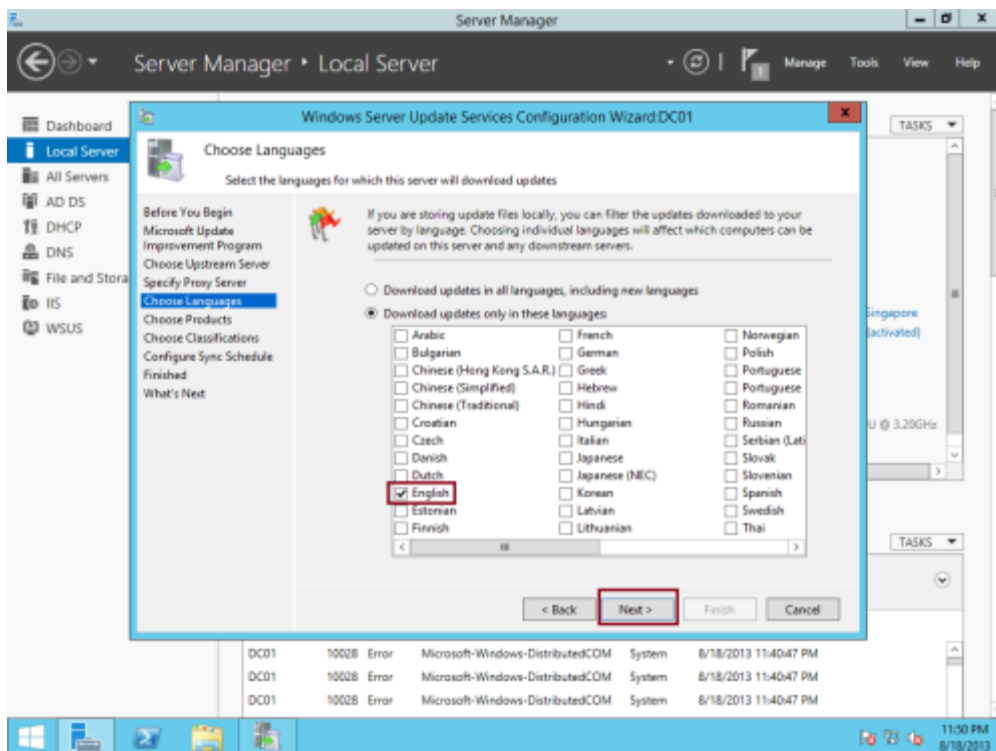 Server Manager
Server Manager ‣ Local Server
1
Manage Tools View Help
Dashboard
Local Server
All Servers
AD DS
DHCP
DNS
File and Stora
IIS
WSUS
TASKS
Windows Server Update Services Configuration Wizard:DC01
Choose Languages
Select the languages for which this server will download updates
Before You Begin
Microsoft Update
Improvement Program
Choose Upstream Server
Specify Proxy Server
Choose Languages
Choose Products
Choose Classifications
Configure Sync Schedule
Finished
What's Next
If you are storing update files locally, you can filter the updates downloaded to your
server by language. Choosing individual languages will affect which computers can be
updated on this server and any downstream servers.
Download updates in all languages, including new languages
Download updates only in these languages:
Arabic French Norwegian
Bulgarian German Polish
Chinese (Hong Kong S.A.R.) Greek Portuguese
Chinese (Simplified) Hebrew Portuguese
Chinese (Traditional) Hindi Romanian
Croatian Hungarian Russian
Czech Italian Serbian (Lati
Danish Japanese Slovak
Dutch Japanese (NEC) Slovenian
English Korean Spanish
Estonian Latvian Swedish
Finnish Lithuanian Thai
< Back Next > Finish Cancel
Singapore
(activated)
U @ 3.20GHz
TASKS
DC01 10028 Error Microsoft-Windows-DistributedCOM System 8/18/2013 11:40:47 PM
DC01 10028 Error Microsoft-Windows-DistributedCOM System 8/18/2013 11:40:47 PM
DC01 10028 Error Microsoft-Windows-DistributedCOM System 8/18/2013 11:40:47 PM
11:50 PM
8/18/2013